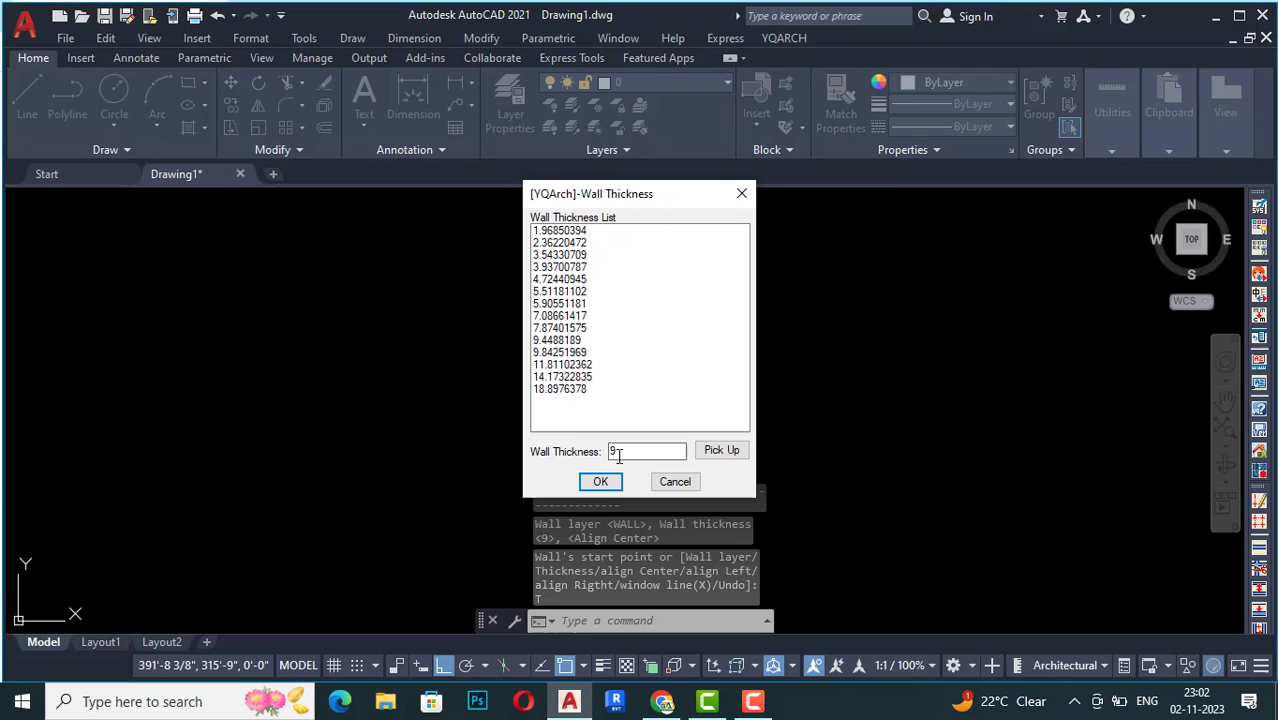 Autodesk AutoCAD 2021 Drawing1.dwg
Type a keyword or phrase
Sign In
File Edit View Insert Format Tools Draw Dimension Modify Parametric Window Help Express YQARCH
Home Insert Annotate Parametric View Manage Output Add-ins Collaborate Express Tools Featured Apps
Line Polyline Circle Arc
Text Dimension
Layer Properties
0
Insert
Match Properties
ByLayer
ByLayer
ByLayer
Group
Utilities
Clipboard
View
Draw Modify Annotation Layers Block Properties Groups
Start Drawing1*
[YQArch]-Wall Thickness
Wall Thickness List
1.96850394
2.36220472
3.54330709
3.93700787
4.72440945
5.51181102
5.90551181
7.08661417
7.87401575
9.4488189
9.84251969
11.81102362
14.17322835
18.8976378
Wall Thickness: 9 Pick Up
OK Cancel
N
W TOP E
S
WCS
Wall layer <WALL>, Wall thickness
<9>, <Align Center>
Wall's start point or [Wall layer/
Thickness/align Center/align Left/
align Rigtht/window line(X)/Undo]:
T
Type a command
Y
X
Model Layout1 Layout2 +
391'-8 3/8", 315'-9", 0'-0" MODEL 1:1 / 100% Architectural
Type here to search
Ps
22°C Clear
ENG
23:02
02-11-2023